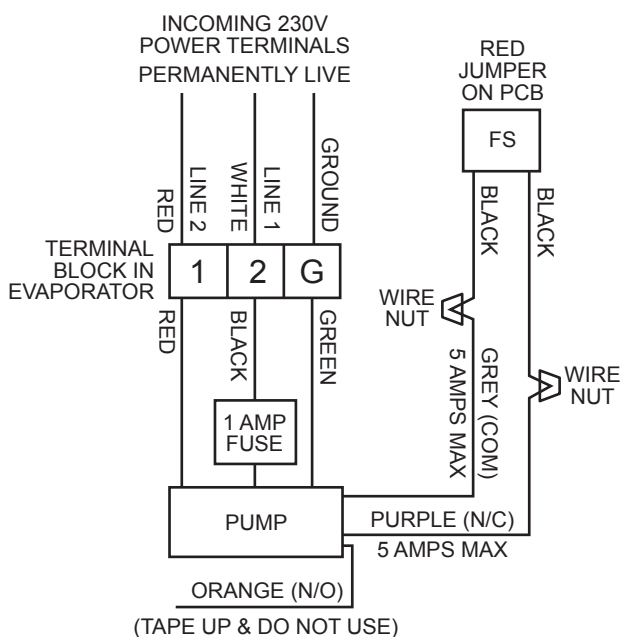 INCOMING 230V
POWER TERMINALS
PERMANENTLY LIVE
RED
JUMPER
ON PCB
FS
RED
LINE 2
WHITE
LINE 1
GROUND
BLACK
BLACK
TERMINAL
BLOCK IN
EVAPORATOR
1
2
G
WIRE
NUT
RED
BLACK
GREEN
5 AMPS MAX
GREY (COM)
WIRE
NUT
1 AMP
FUSE
PUMP
PURPLE (N/C)
5 AMPS MAX
ORANGE (N/O)
(TAPE UP & DO NOT USE)